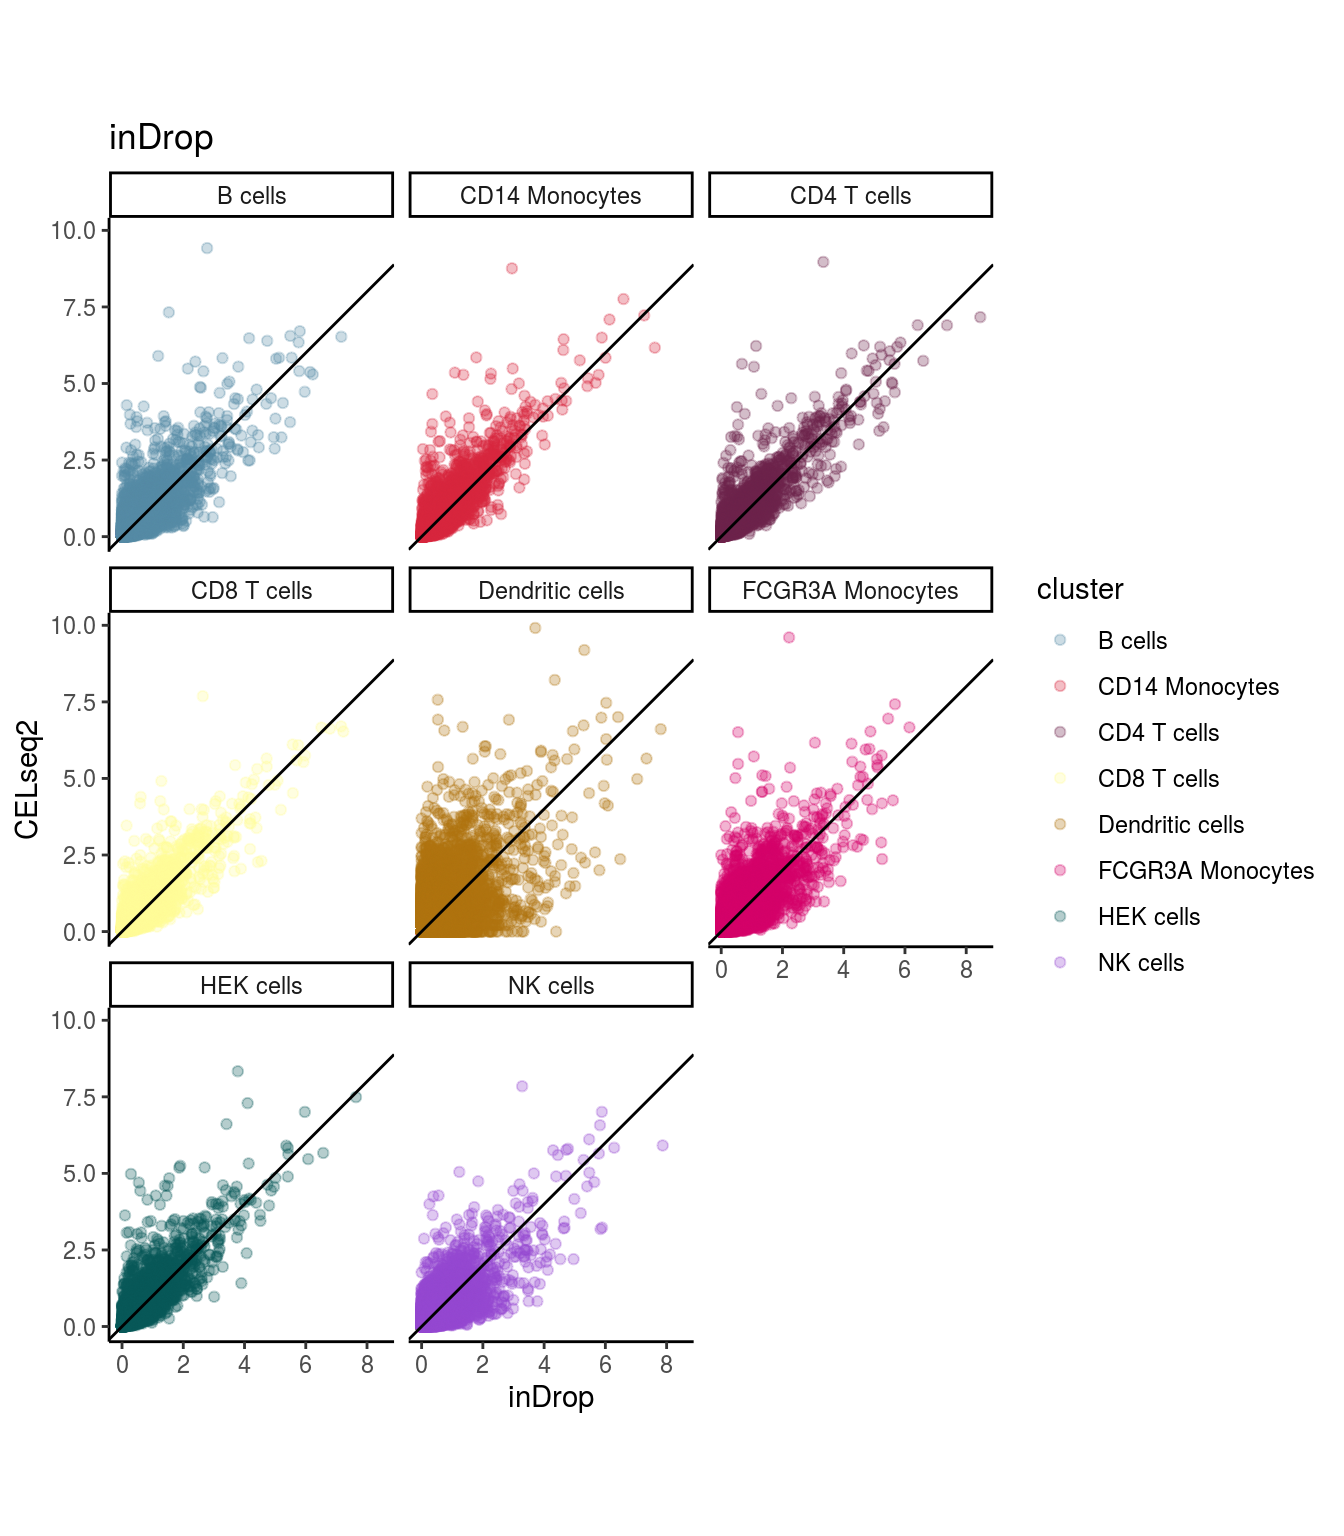 inDrop
B cells
CD14 Monocytes
CD4 T cells
10.0
7.5
5.0
2.5
0.0
CD8 T cells
Dendritic cells
FCGR3A Monocytes
10.0
7.5
5.0
2.5
0.0
0 2 4 6 8
HEK cells
NK cells
10.0
7.5
5.0
2.5
0.0
0 2 4 6 8
0 2 4 6 8
inDrop
CELseq2
cluster
B cells
CD14 Monocytes
CD4 T cells
CD8 T cells
Dendritic cells
FCGR3A Monocytes
HEK cells
NK cells